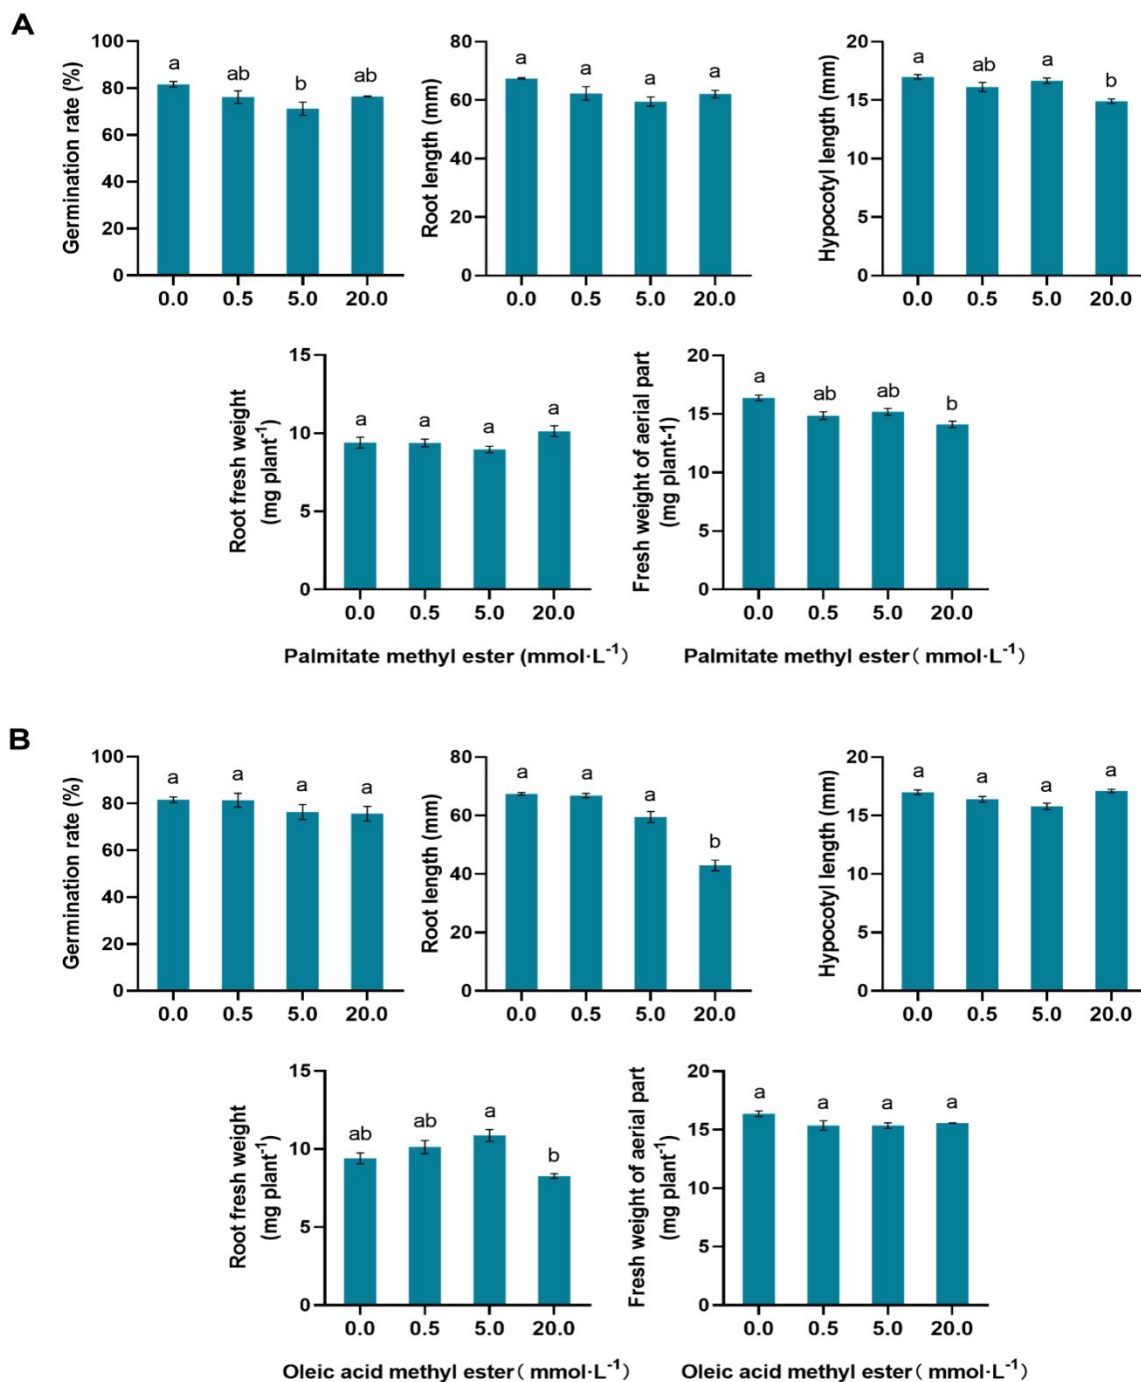 A
Germination rate (%)
100
80
60
40
20
0
a ab b ab
0.0 0.5 5.0 20.0
Root length (mm)
80
60
40
20
0
a a a a
0.0 0.5 5.0 20.0
Hypocotyl length (mm)
20
15
10
5
0
a ab a b
0.0 0.5 5.0 20.0
Root fresh weight
(mg plant⁻¹)
15
10
5
0
a a a a
0.0 0.5 5.0 20.0
Palmitate methyl ester (mmol·L⁻¹)
Fresh weight of aerial part
(mg plant-1)
20
15
10
5
0
a ab ab b
0.0 0.5 5.0 20.0
Palmitate methyl ester( mmol·L⁻¹)
B
Germination rate (%)
100
80
60
40
20
0
a a a a
0.0 0.5 5.0 20.0
Root length (mm)
80
60
40
20
0
a a a b
0.0 0.5 5.0 20.0
Hypocotyl length (mm)
20
15
10
5
0
a a a a
0.0 0.5 5.0 20.0
Root fresh weight
(mg plant⁻¹)
15
10
5
0
ab ab a b
0.0 0.5 5.0 20.0
Oleic acid methyl ester( mmol·L⁻¹)
Fresh weight of aerial part
(mg plant⁻¹)
20
15
10
5
0
a a a a
0.0 0.5 5.0 20.0
Oleic acid methyl ester( mmol·L⁻¹)